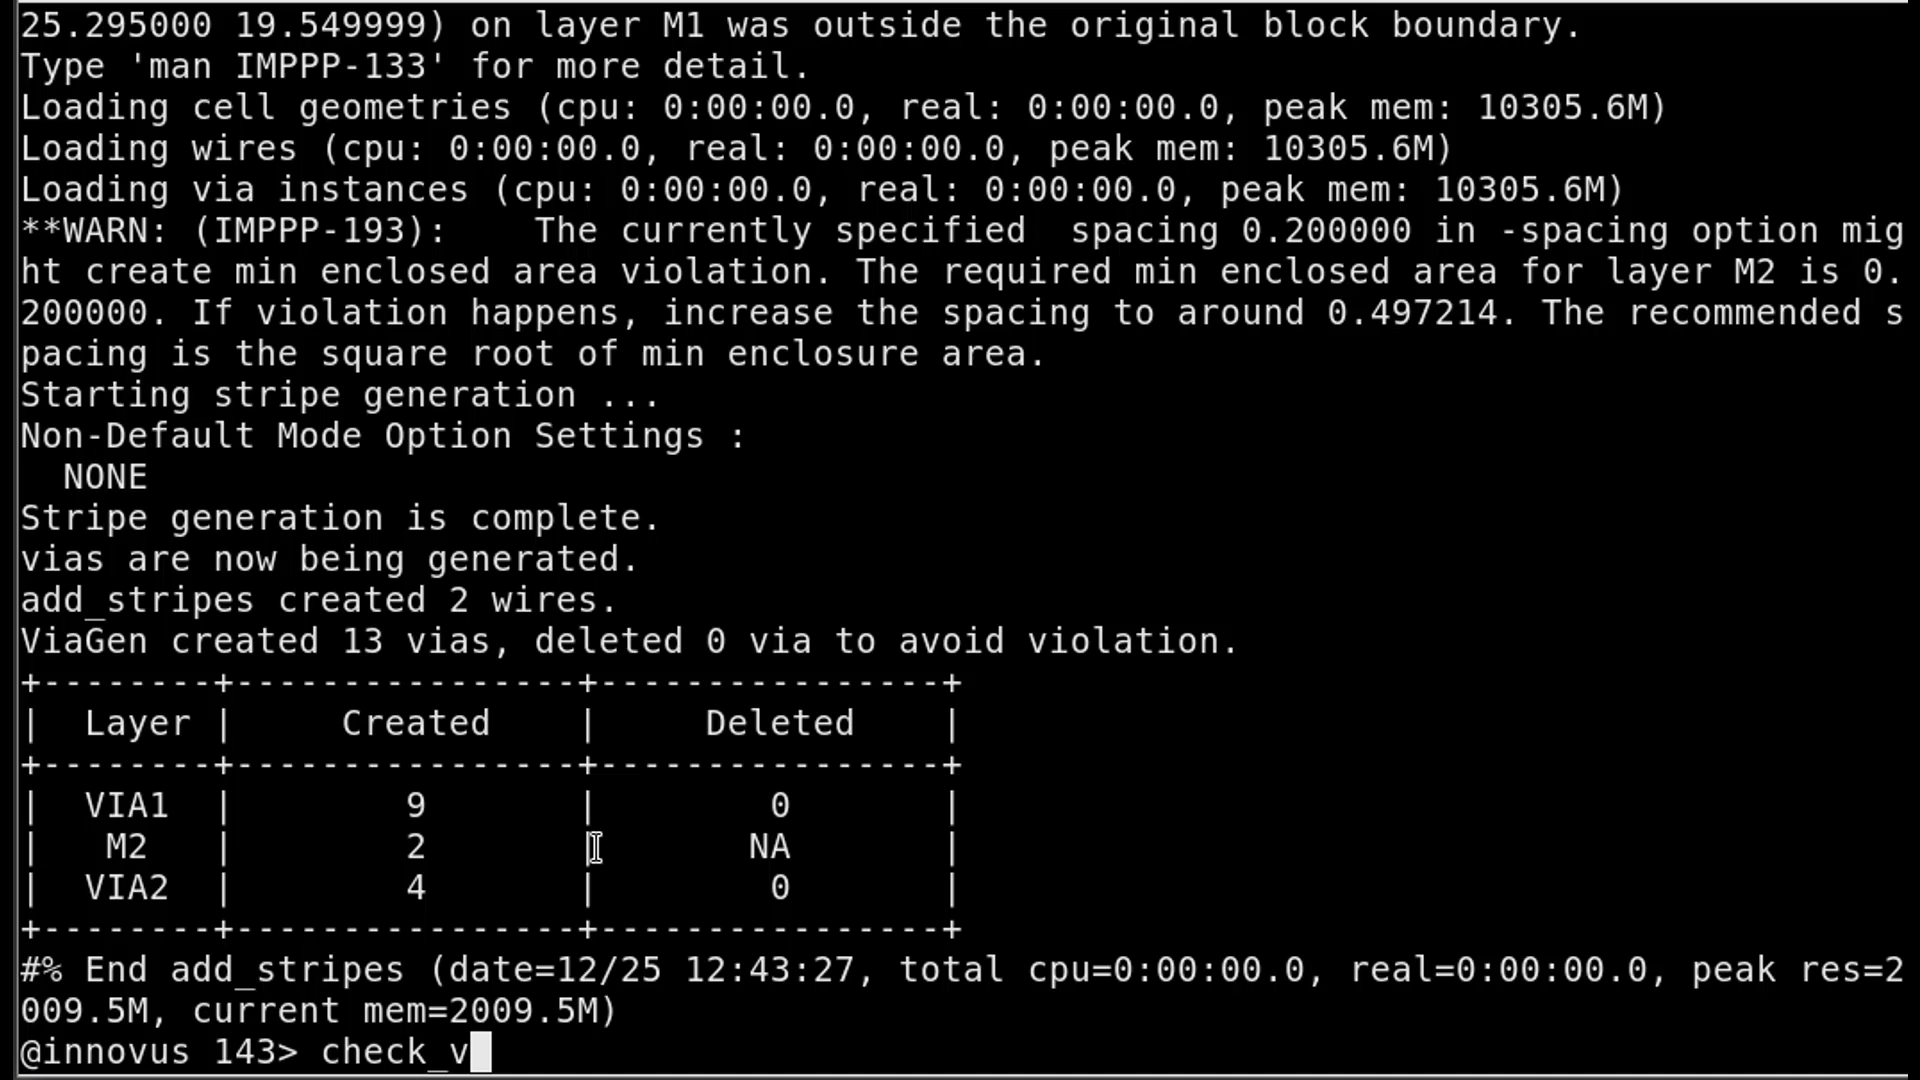 25.295000 19.549999) on layer M1 was outside the original block boundary.
Type 'man IMPPP-133' for more detail.
Loading cell geometries (cpu: 0:00:00.0, real: 0:00:00.0, peak mem: 10305.6M)
Loading wires (cpu: 0:00:00.0, real: 0:00:00.0, peak mem: 10305.6M)
Loading via instances (cpu: 0:00:00.0, real: 0:00:00.0, peak mem: 10305.6M)
**WARN: (IMPPP-193):    The currently specified  spacing 0.200000 in -spacing option mig
ht create min enclosed area violation. The required min enclosed area for layer M2 is 0.
200000. If violation happens, increase the spacing to around 0.497214. The recommended s
pacing is the square root of min enclosure area.
Starting stripe generation ...
Non-Default Mode Option Settings :
  NONE
Stripe generation is complete.
vias are now being generated.
add_stripes created 2 wires.
ViaGen created 13 vias, deleted 0 via to avoid violation.
+--------+----------------+----------------+
|  Layer |     Created    |     Deleted    |
+--------+----------------+----------------+
|  VIA1  |        9       |        0       |
|   M2   |        2       |       NA       |
|  VIA2  |        4       |        0       |
+--------+----------------+----------------+
#% End add_stripes (date=12/25 12:43:27, total cpu=0:00:00.0, real=0:00:00.0, peak res=2
009.5M, current mem=2009.5M)
@innovus 143> check_v